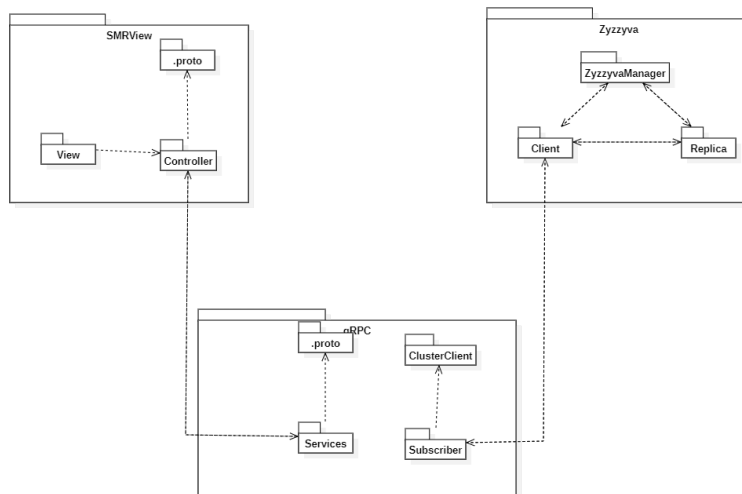 SMRView
.proto
View
Controller
Zyzzyva
ZyzzyvaManager
Client
Replica
gRPC
.proto
ClusterClient
Services
Subscriber